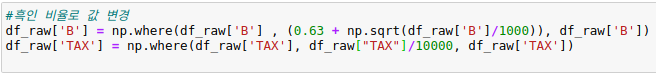 #흑인 비율로 값 변경
df_raw['B'] = np.where(df_raw['B'] , (0.63 + np.sqrt(df_raw['B']/1000)), df_raw['B'])
df_raw['TAX'] = np.where(df_raw['TAX'], df_raw["TAX"]/10000, df_raw['TAX'])